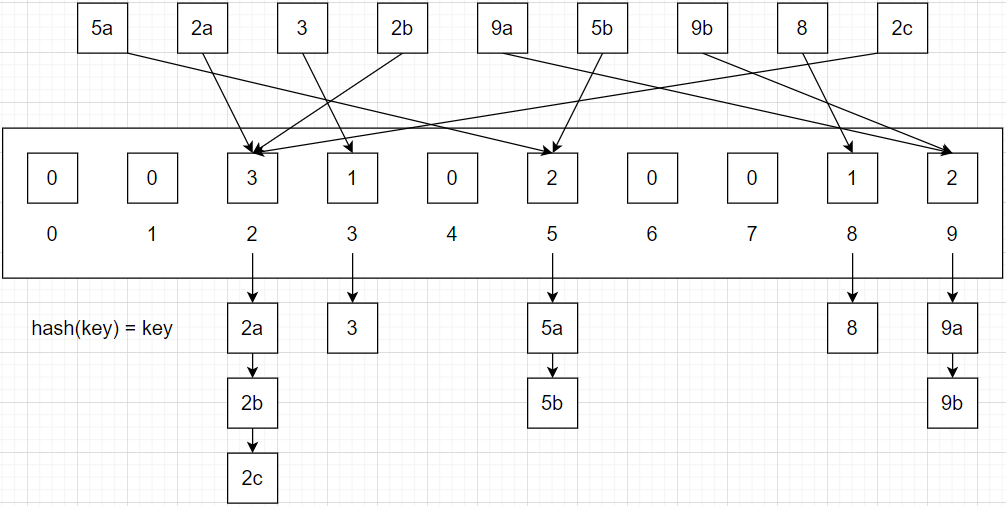 5a 2a 3 2b 9a 5b 9b 8 2c
0 0 3 1 0 2 0 0 1 2
0 1 2 3 4 5 6 7 8 9
hash(key) = key 2a 3 5a 8 9a
2b 5b 9b
2c